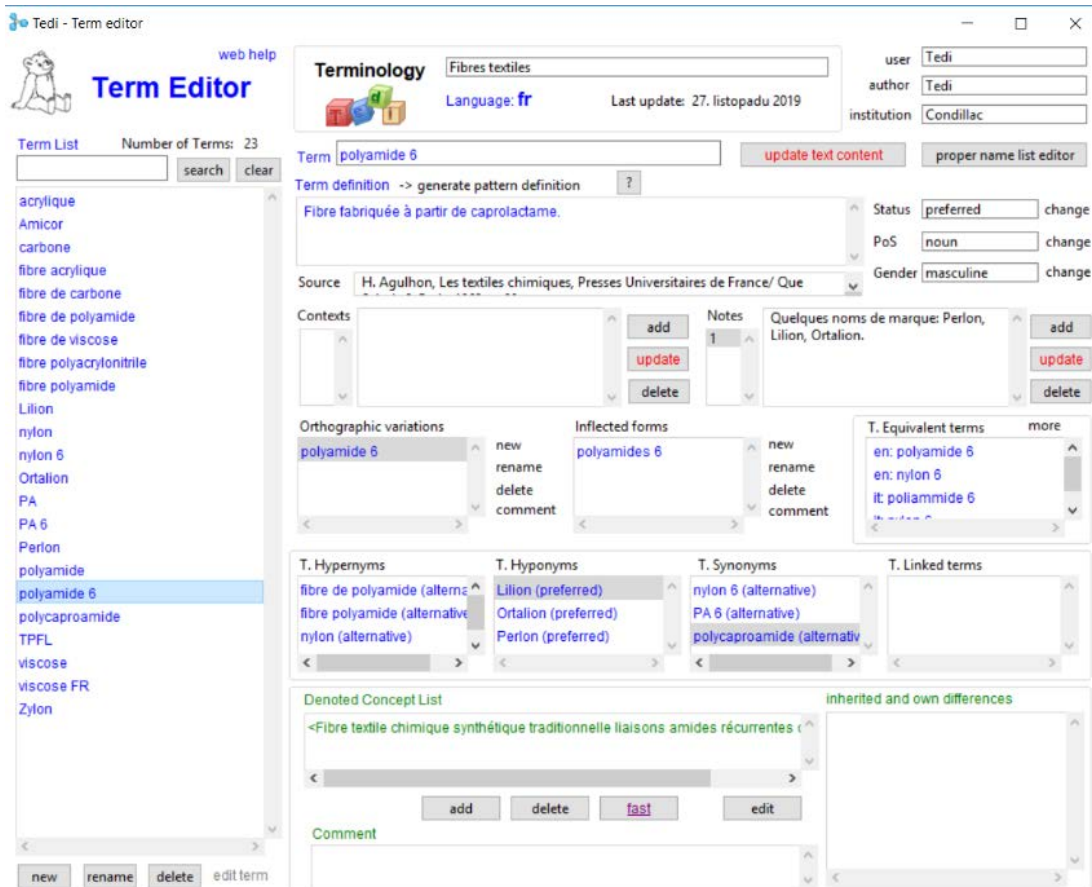 Tedi - Term editor
web help
Term Editor
Terminology
Fibres textiles
Language: fr
Last update: 27. listopadu 2019
user Tedi
author Tedi
institution Condillac
Term List
Number of Terms: 23
search clear
acrylique
Amicor
carbone
fibre acrylique
fibre de carbone
fibre de polyamide
fibre de viscose
fibre polyacrylonitrile
fibre polyamide
Lilion
nylon
nylon 6
Ortalion
PA
PA 6
Perlon
polyamide
polyamide 6
polycaproamide
TPFL
viscose
viscose FR
Zylon
new rename delete edit term
Term polyamide 6
update text content
proper name list editor
Term definition -> generate pattern definition ?
Fibre fabriquée à partir de caprolactame.
Status preferred change
PoS noun change
Gender masculine change
Source H. Agulhon, Les textiles chimiques, Presses Universitaires de France/ Que
Contexts
add
update
delete
Notes
1
Quelques noms de marque: Perlon,
Lilion, Ortalion.
add
update
delete
Orthographic variations
polyamide 6
new
rename
delete
comment
Inflected forms
polyamides 6
new
rename
delete
comment
T. Equivalent terms more
en: polyamide 6
en: nylon 6
it: poliammide 6
T. Hypernyms
fibre de polyamide (alterna
fibre polyamide (alternative
nylon (alternative)
T. Hyponyms
Lilion (preferred)
Ortalion (preferred)
Perlon (preferred)
T. Synonyms
nylon 6 (alternative)
PA 6 (alternative)
polycaproamide (alternativ
T. Linked terms
Denoted Concept List
<Fibre textile chimique synthétique traditionnelle liaisons amides récurrentes
add delete fast edit
Comment
inherited and own differences